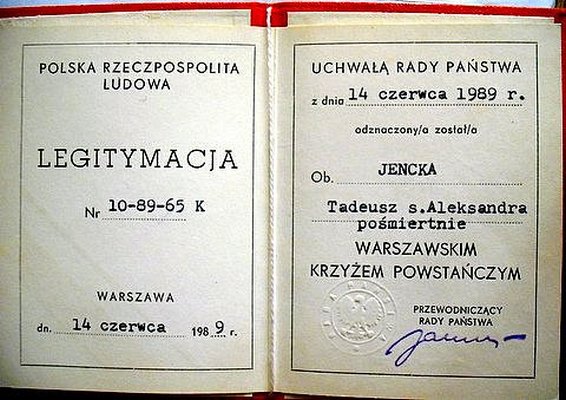 POLSKA RZECZPOSPOLITA
LUDOWA
LEGITYMACJA
Nr 10-89-65 K
WARSZAWA
dn. 14 czerwca 1989 r.
UCHWAŁĄ RADY PAŃSTWA
z dnia 14 czerwca 1989 r.
odznaczony/a został/a
Ob. JENCKA
Tadeusz s.Aleksandra
pośmiertnie
WARSZAWSKIM
KRZYŻEM POWSTAŃCZYM
PRZEWODNICZĄCY
RADY PAŃSTWA